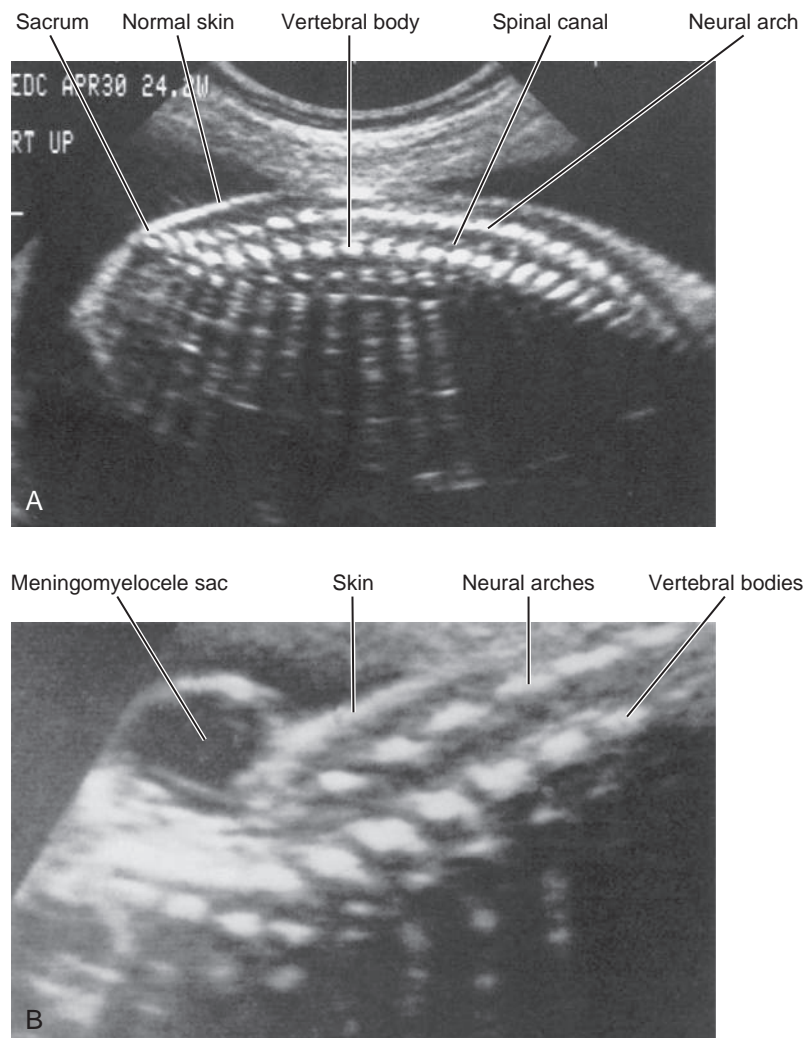 Sacrum Normal skin Vertebral body Spinal canal Neural arch
EDC APR30 24.2W
RT UP
A
Meningomyelocele sac Skin Neural arches Vertebral bodies
B